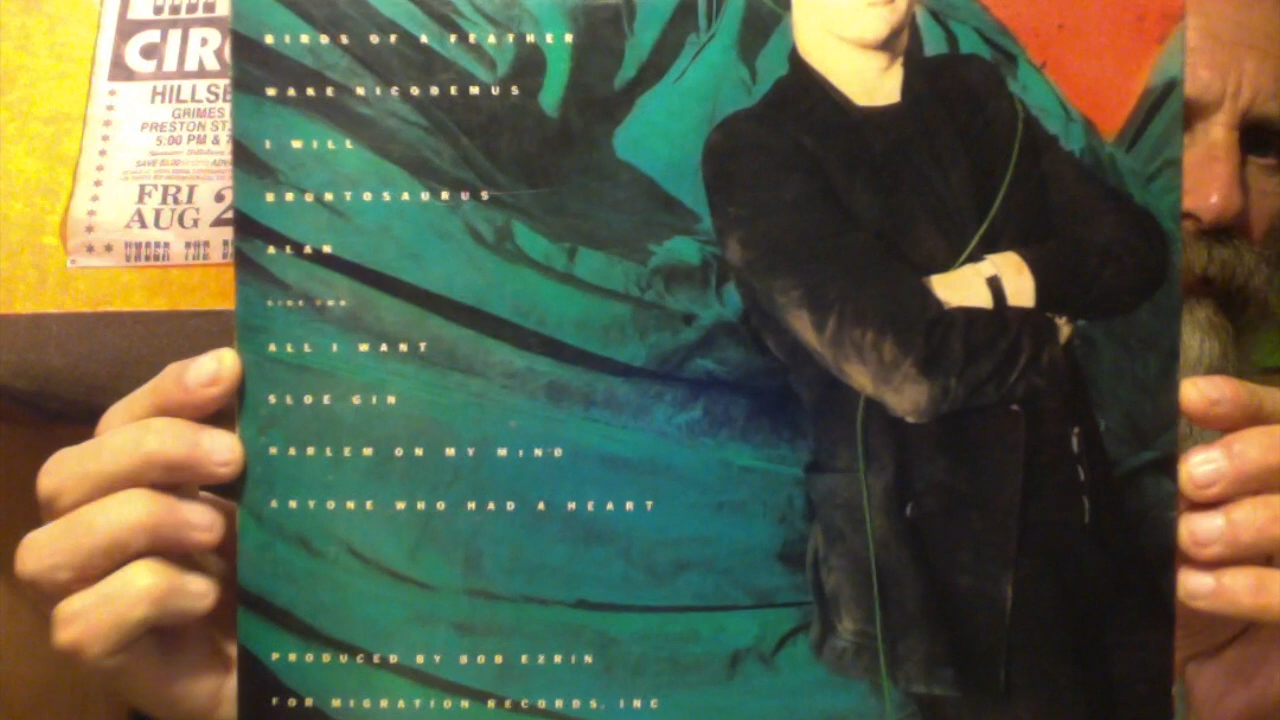 CIR
HILLSB
GRIMES
PRESTON ST.
5:00 PM & 7
FRI
AUG 2
UNDER THE B
BIRDS OF A FEATHER
WAKE NICODEMUS
I WILL
BRONTOSAURUS
ALAN
SIDE TWO
ALL I WANT
SLOE GIN
HARLEM ON MY MIND
ANYONE WHO HAD A HEART
PRODUCED BY BOB EZRIN
FOR MIGRATION RECORDS, INC